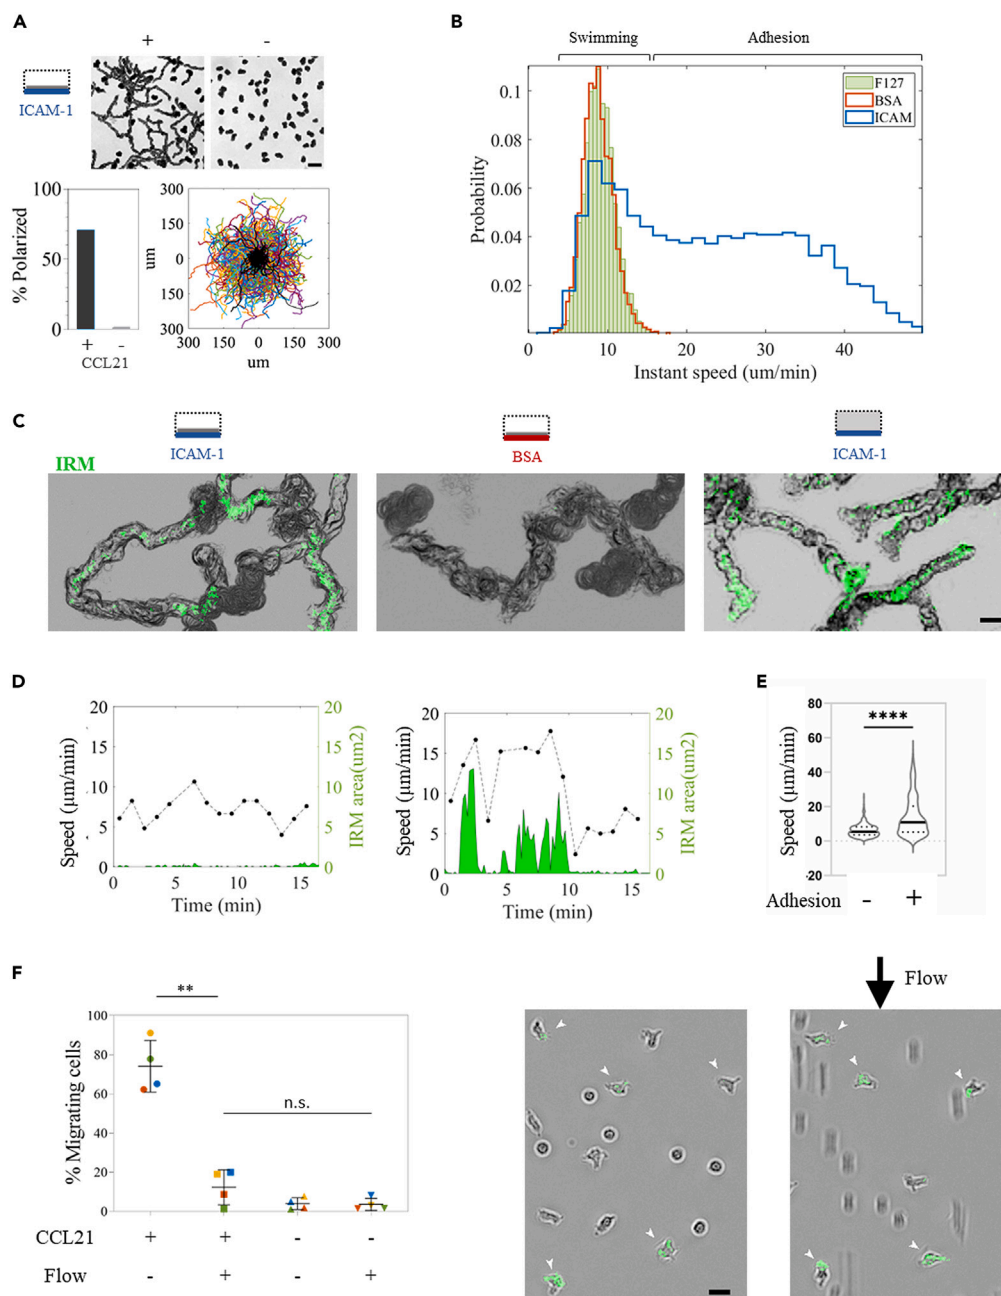 A
+ -
ICAM-1
100
50
0
% Polarized
+ -
CCL21
300
150
0
150
300
um
300 150 0 150 300
um
B
Swimming
Adhesion
F127
BSA
ICAM
0.1
0.08
0.06
0.04
0.02
Probability
0 10 20 30 40
Instant speed (um/min)
C
ICAM-1
BSA
ICAM-1
IRM
D
20
15
10
5
0
Speed (µm/min)
20
15
10
5
0
IRM area(um2)
0 5 10 15
Time (min)
20
15
10
5
0
Speed (µm/min)
20
15
10
5
0
IRM area(um2)
0 5 10 15
Time (min)
E
80
60
40
20
0
-20
Speed (µm/min)
****
Adhesion - +
F
100
80
60
40
20
0
% Migrating cells
**
n.s.
CCL21 + + - -
Flow - + - +
Flow